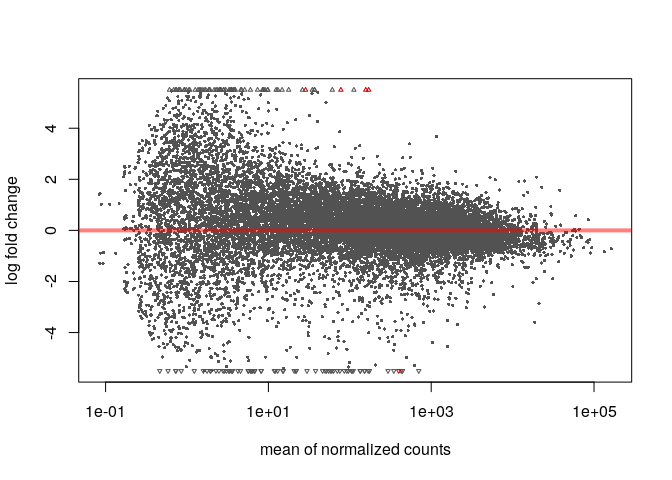 log fold change
4
2
0
-2
-4
1e-01
1e+01
1e+03
1e+05
mean of normalized counts